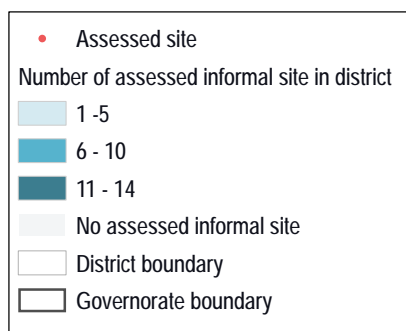 Assessed site
Number of assessed informal site in district
1 -5
6 - 10
11 - 14
No assessed informal site
District boundary
Governorate boundary